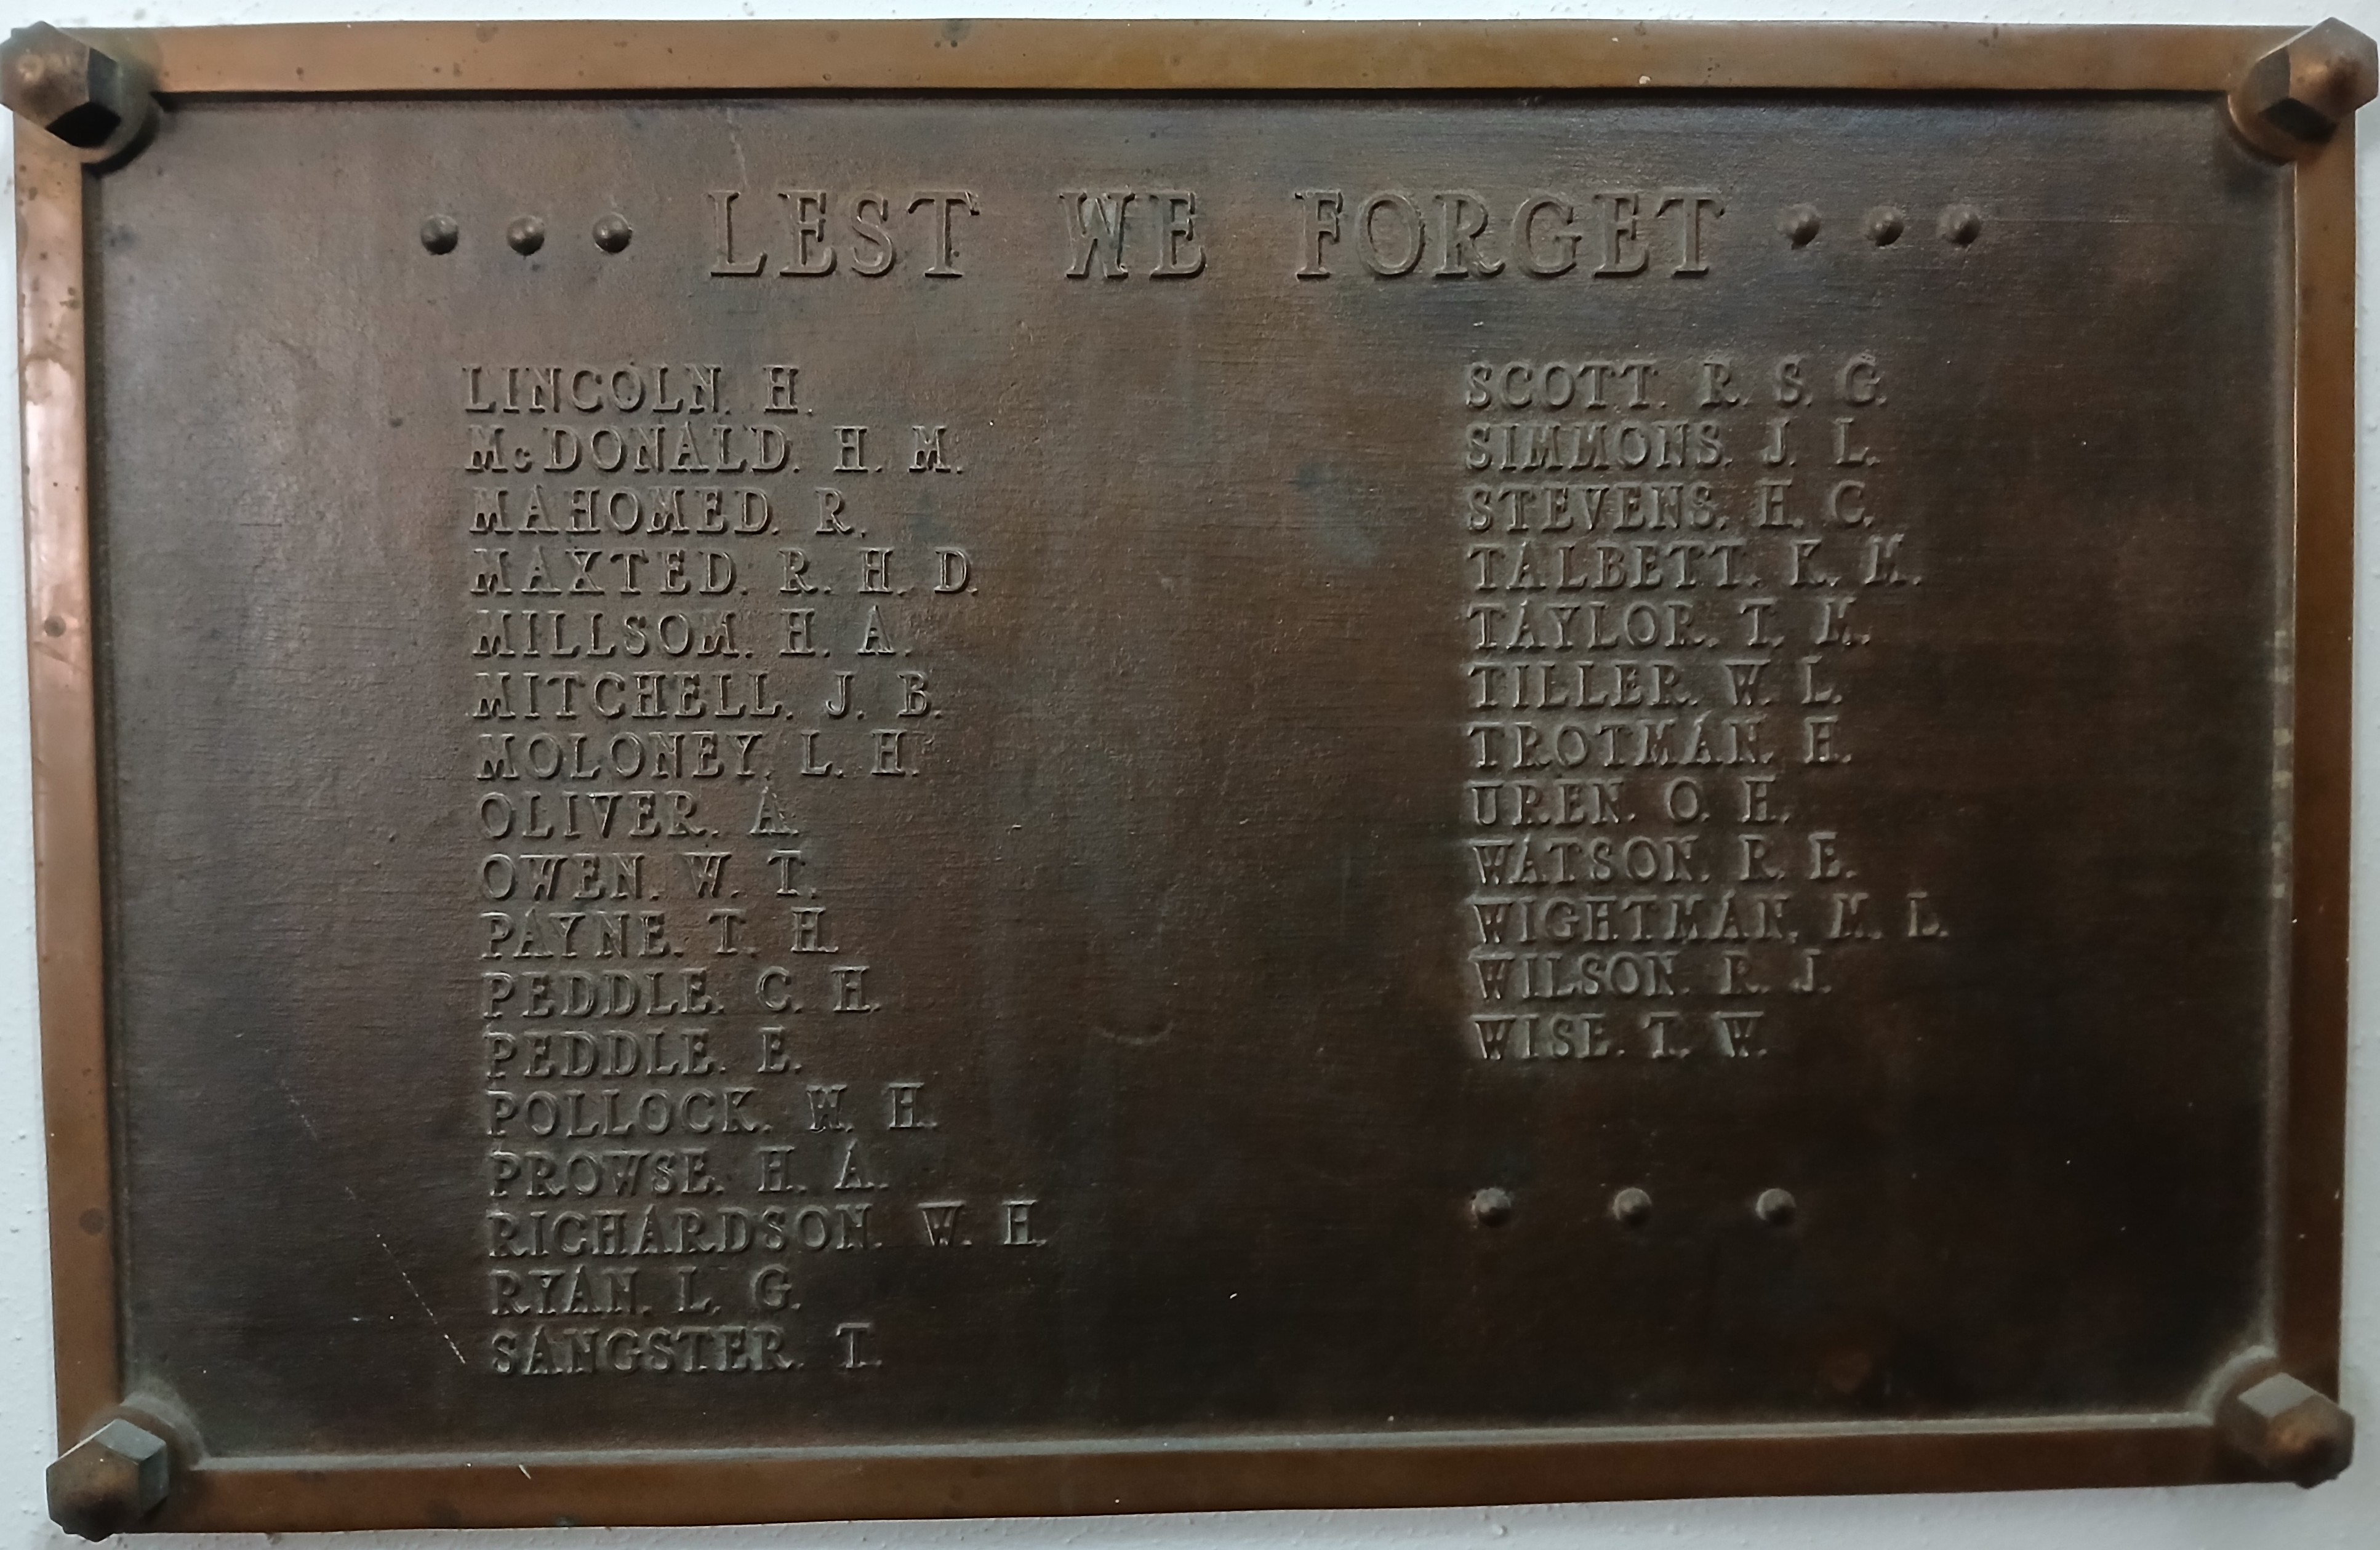 • • • LEST WE FORGET • • •
LINCOLN. H.
McDONALD. H. M.
MAHOMED. R.
MAXTED. R. H. D.
MILLSOM. H. A.
MITCHELL. J. B.
MOLONEY. L. H.
OLIVER. A.
OWEN. W. T.
PAYNE. T. H.
PEDDLE. C. H.
PEDDLE. E.
POLLOCK. W. H.
PROWSE. H. A.
RICHARDSON. W. H.
RYAN. L. G.
SANGSTER. T.
SCOTT. R. S. G.
SIMMONS. J. L.
STEVENS. H. C.
TALBETT. K. M.
TAYLOR. T. M.
TILLER. W. L.
TROTMAN. H.
UREN. O. H.
WATSON. R. E.
WIGHTMAN. M. L.
WILSON. R. J.
WISE. T. W.
• • •